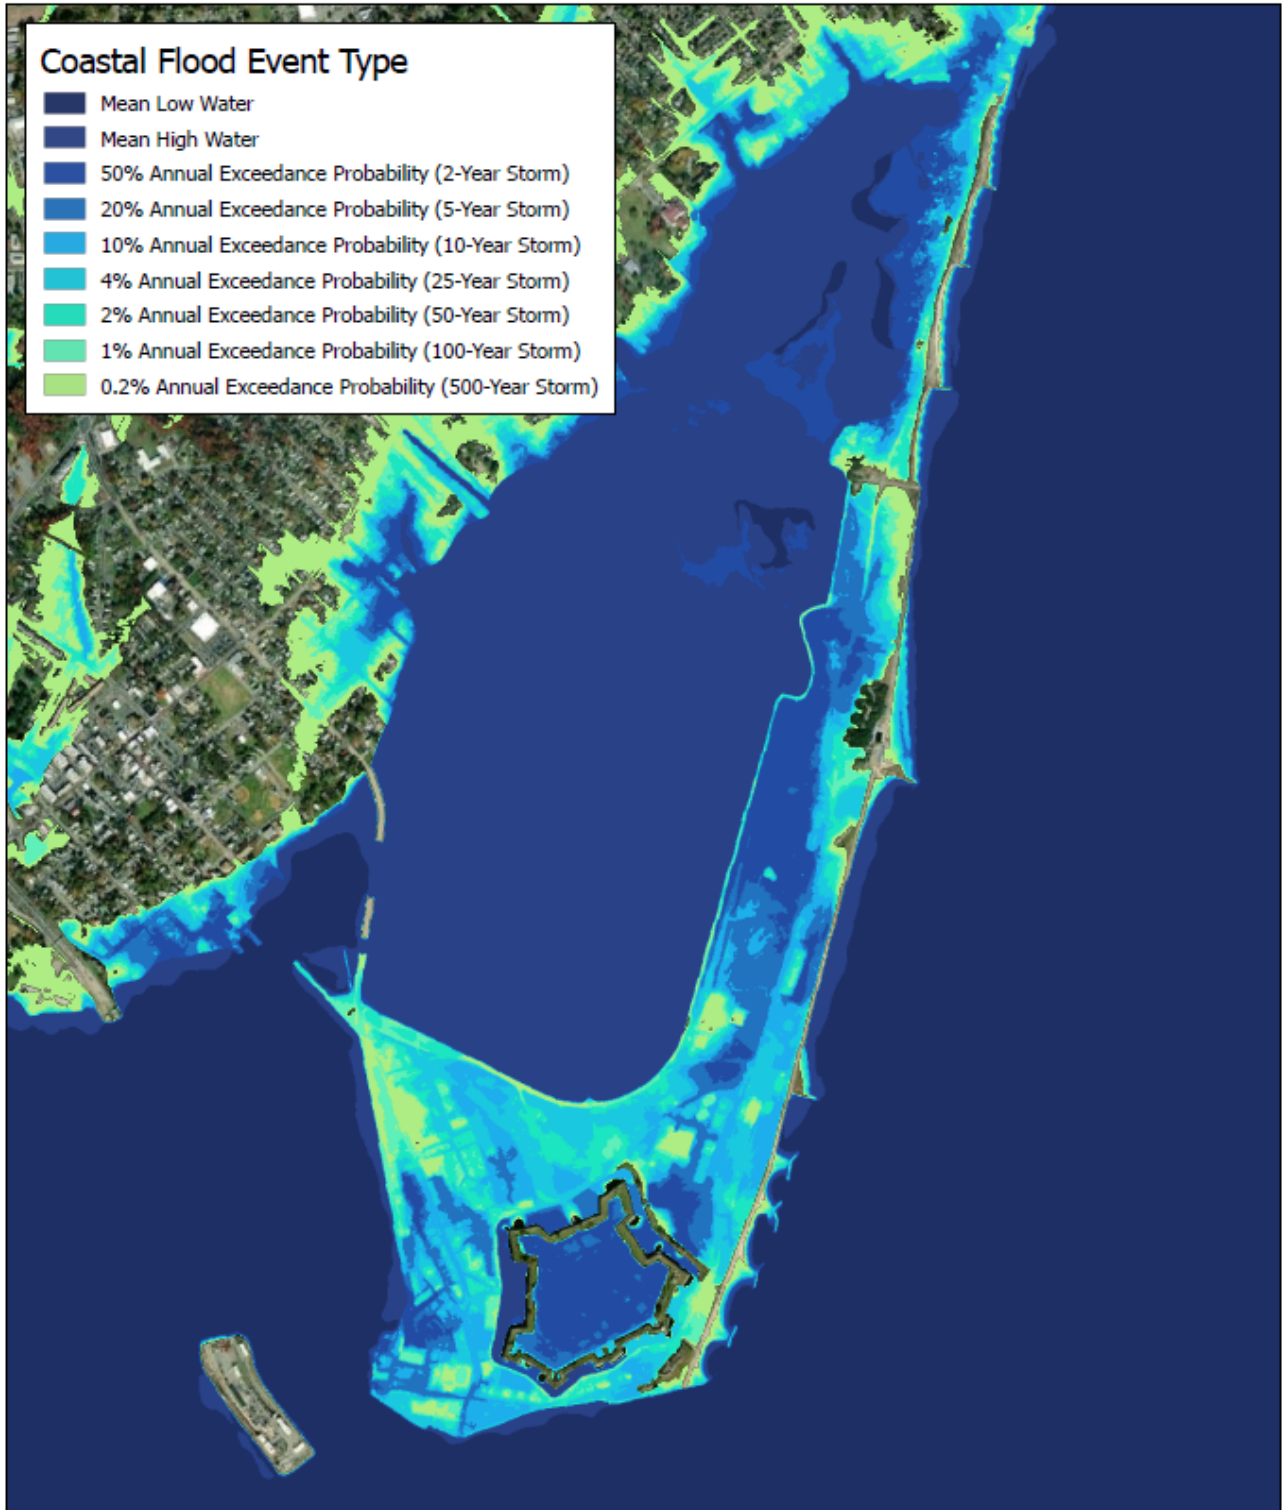 Coastal Flood Event Type
Mean Low Water
Mean High Water
50% Annual Exceedance Probability (2-Year Storm)
20% Annual Exceedance Probability (5-Year Storm)
10% Annual Exceedance Probability (10-Year Storm)
4% Annual Exceedance Probability (25-Year Storm)
2% Annual Exceedance Probability (50-Year Storm)
1% Annual Exceedance Probability (100-Year Storm)
0.2% Annual Exceedance Probability (500-Year Storm)